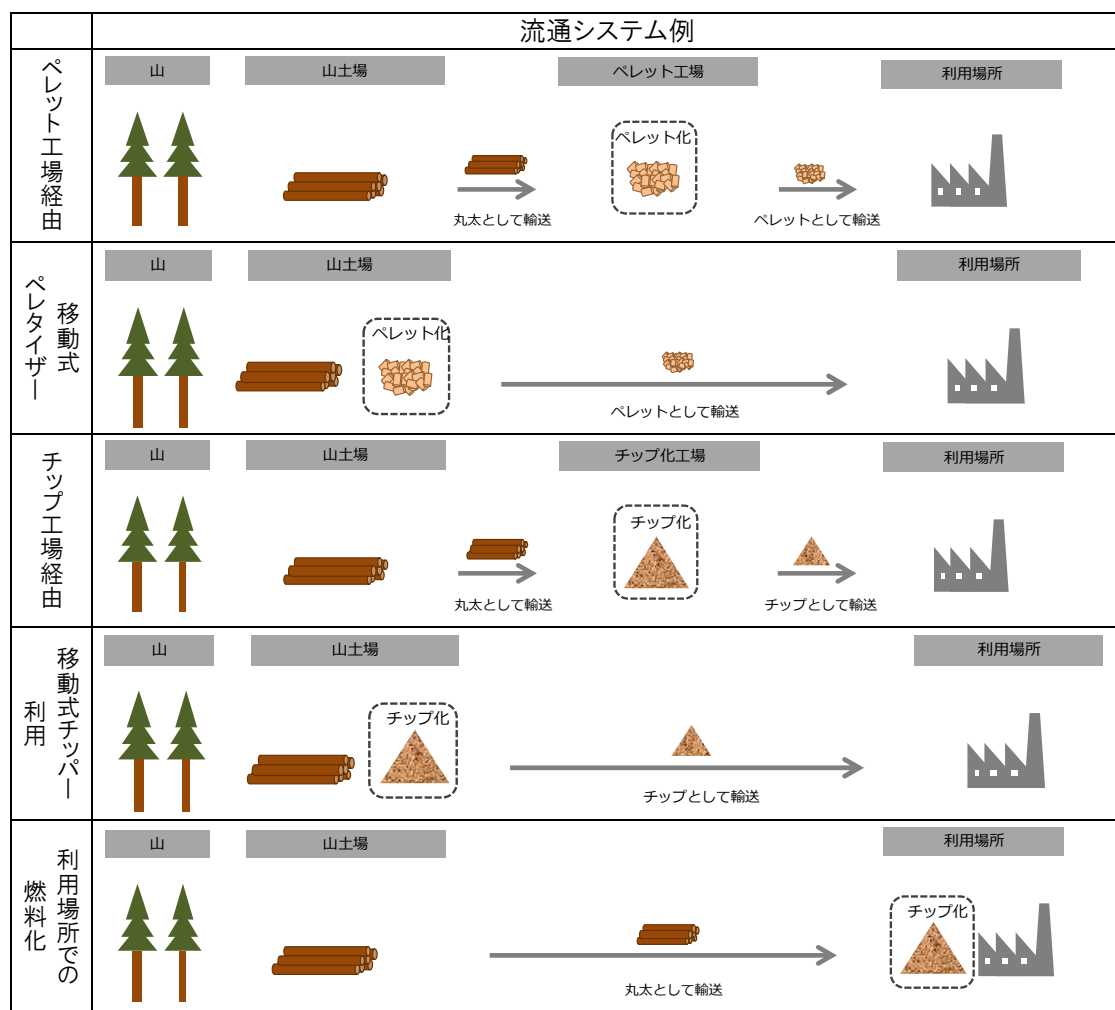 流通システム例
ペレット工場経由
山
山土場
ペレット工場
利用場所
ペレット化
丸太として輸送
ペレットとして輸送
移動式
ペレタイザー
山
山土場
利用場所
ペレット化
ペレットとして輸送
チップ工場経由
山
山土場
チップ化工場
利用場所
チップ化
丸太として輸送
チップとして輸送
移動式チッパー
利用
山
山土場
利用場所
チップ化
チップとして輸送
利用場所での
燃料化
山
山土場
利用場所
チップ化
丸太として輸送